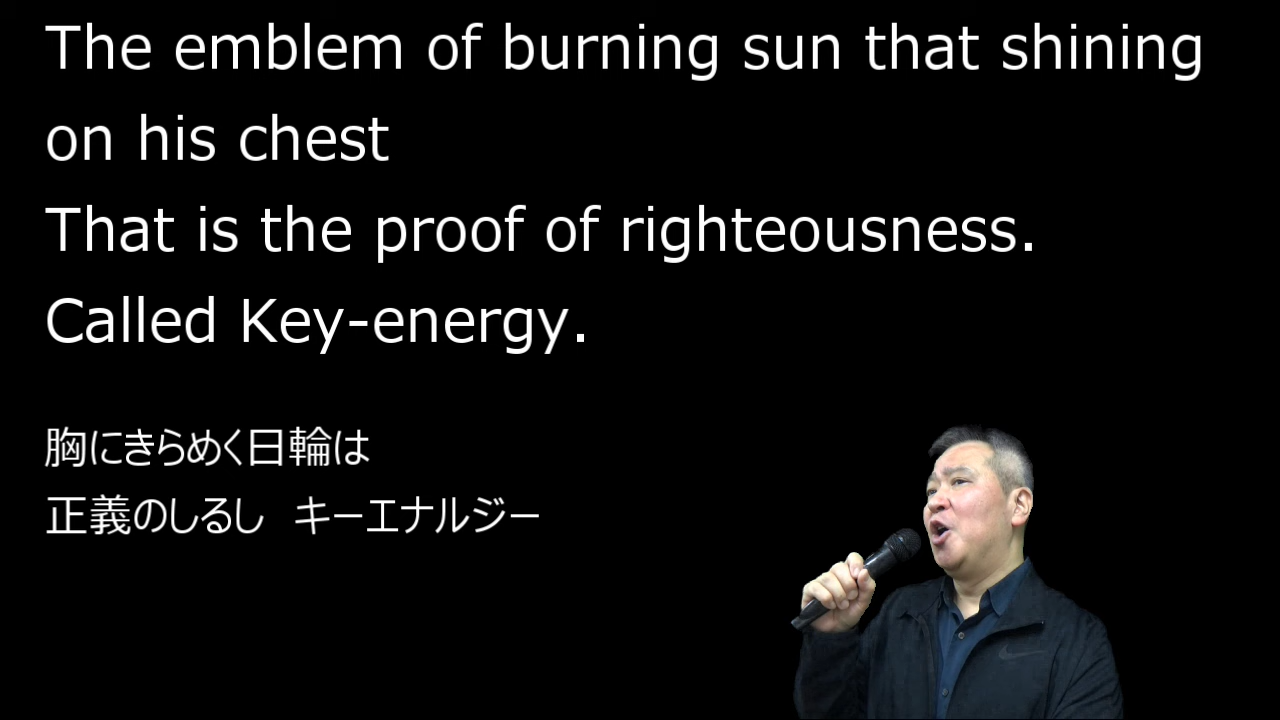 The emblem of burning sun that shining
on his chest
That is the proof of righteousness.
Called Key-energy.
胸にきらめく日輪は
正義のしるし　キーエナルジー